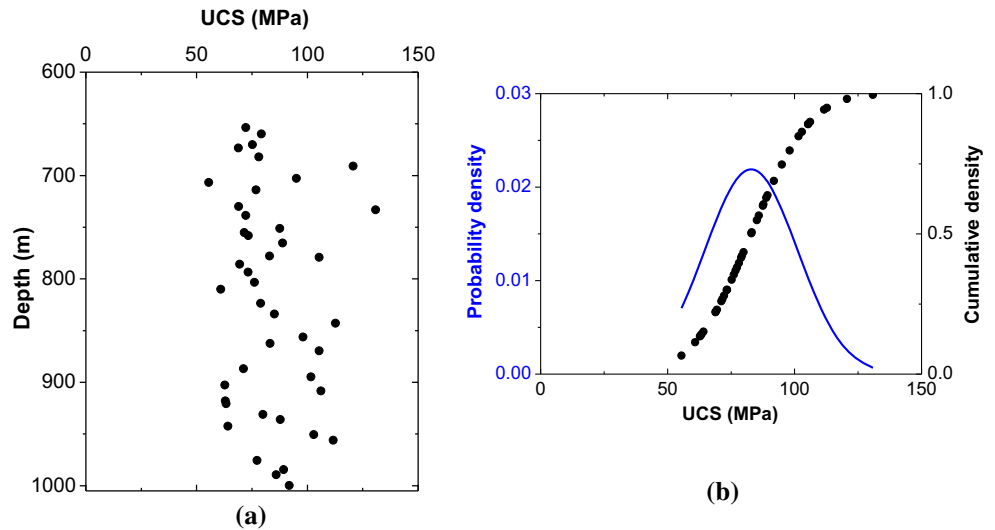 UCS (MPa)
0 50 100 150
600
700
800
900
1000
Depth (m)
(a)
0.03
0.02
0.01
0.00
Probability density
1.0
0.5
0.0
Cumulative density
0 50 100 150
UCS (MPa)
(b)